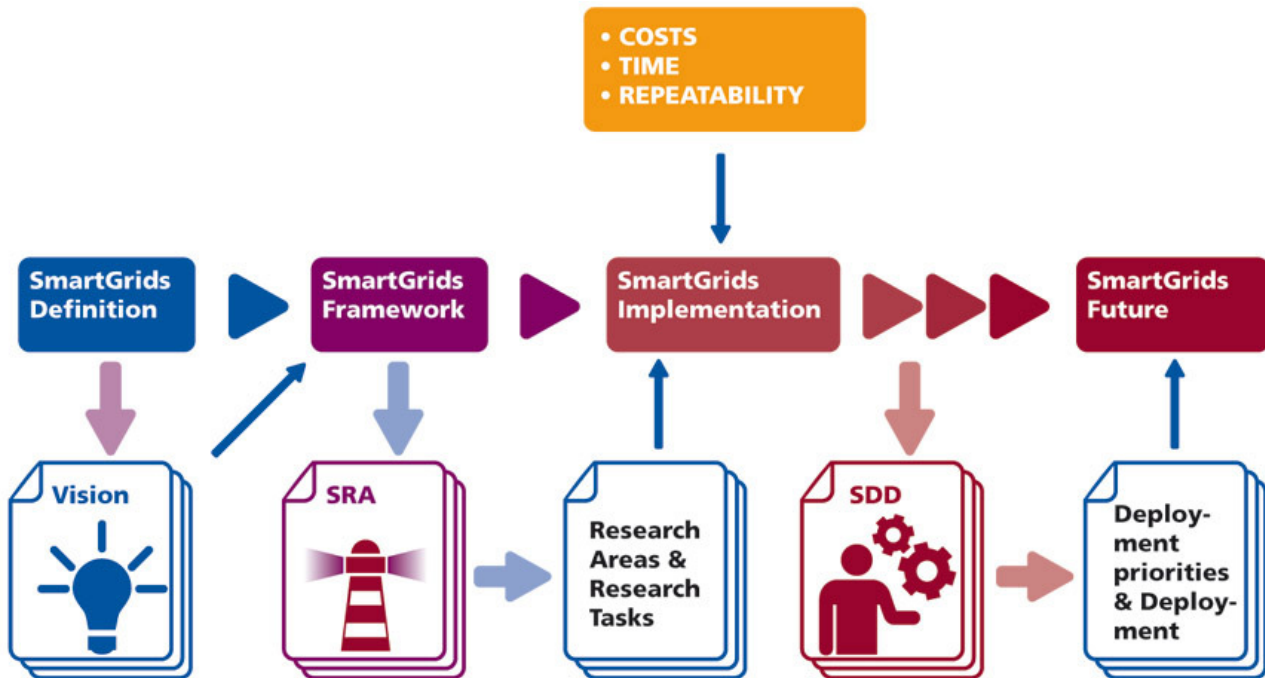 • COSTS
• TIME
• REPEATABILITY
SmartGrids
Definition
SmartGrids
Framework
SmartGrids
Implementation
SmartGrids
Future
Vision
SRA
Research
Areas &
Research
Tasks
SDD
Deploy-
ment
priorities
& Deploy-
ment